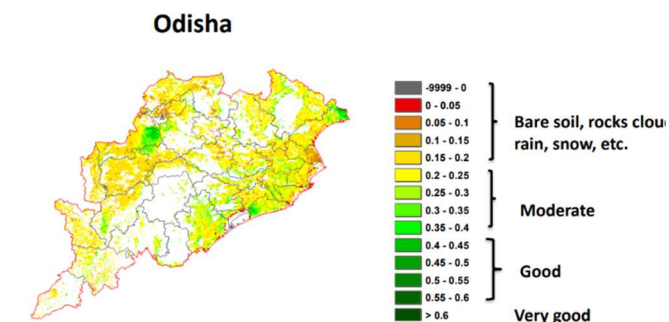 Odisha
-9999 - 0
0 - 0.05
0.05 - 0.1
0.1 - 0.15
0.15 - 0.2
0.2 - 0.25
0.25 - 0.3
0.3 - 0.35
0.35 - 0.4
0.4 - 0.45
0.45 - 0.5
0.5 - 0.55
0.55 - 0.6
> 0.6
Bare soil, rocks clou
rain, snow, etc.
Moderate
Good
Very good